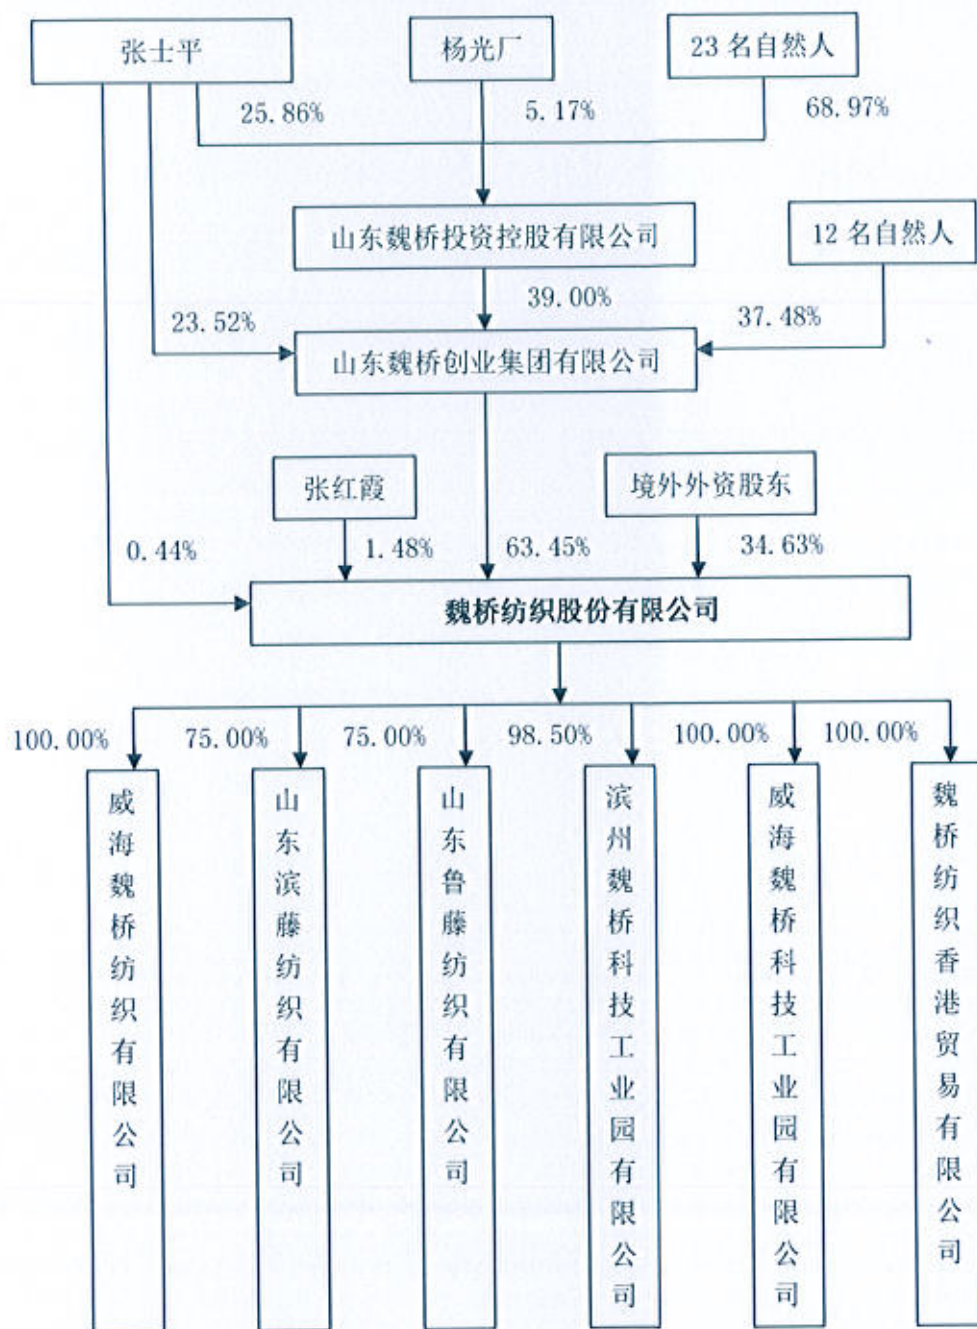 张士平
杨光厂
23 名自然人
25.86%
5.17%
68.97%
山东魏桥投资控股有限公司
12 名自然人
39.00%
23.52%
37.48%
山东魏桥创业集团有限公司
张红霞
境外外资股东
0.44%
1.48%
63.45%
34.63%
魏桥纺织股份有限公司
100.00%
75.00%
75.00%
98.50%
100.00%
100.00%
威海魏桥纺织有限公司
山东滨藤纺织有限公司
山东鲁藤纺织有限公司
滨州魏桥科技工业园有限公司
威海魏桥科技工业园有限公司
魏桥纺织香港贸易有限公司